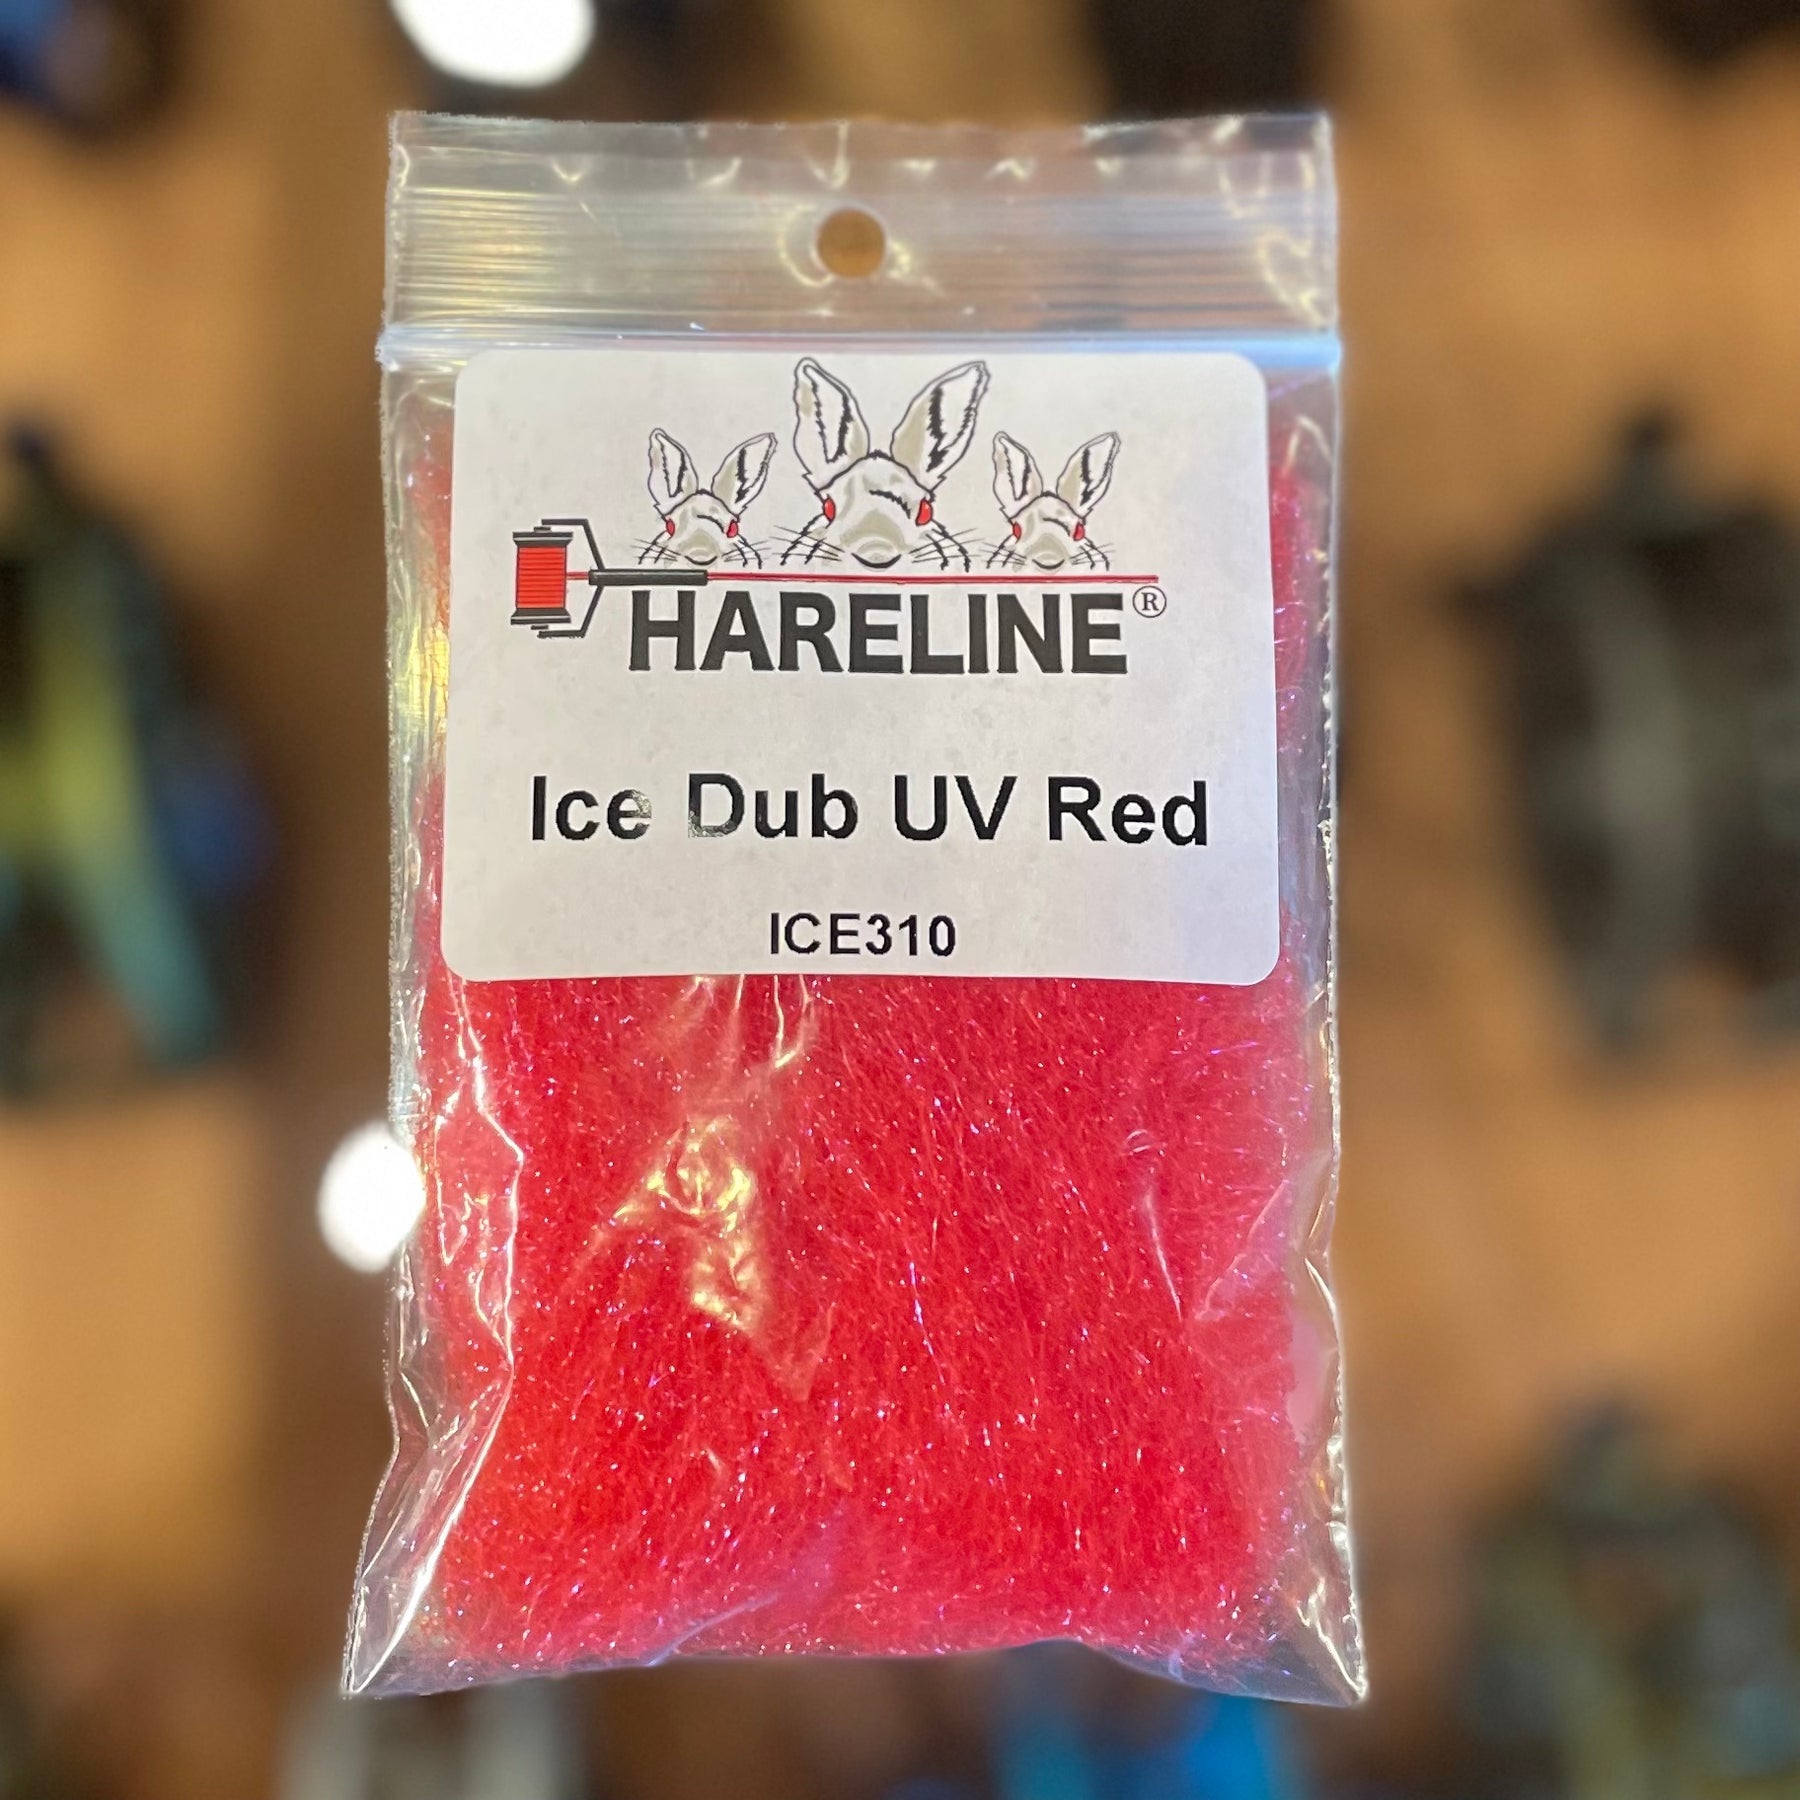 HARELINE®
Ice Dub UV Red
ICE310